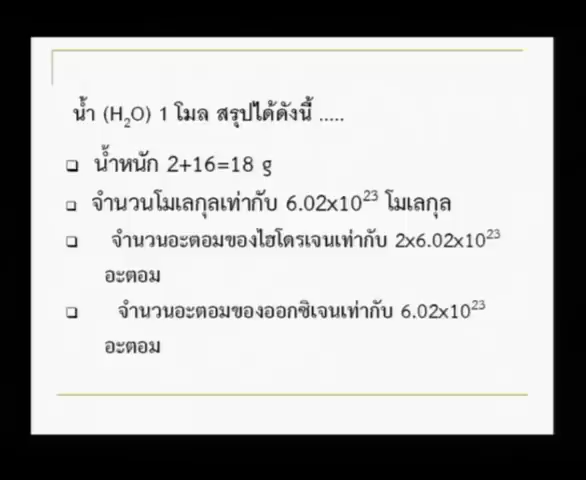 น้ำ (H₂O) 1 โมล สรุปได้ดังนี้ .....
❑ น้ำหนัก 2+16=18 g
❑ จำนวนโมเลกุลเท่ากับ 6.02x10²³ โมเลกุล
❑ จำนวนอะตอมของไฮโดรเจนเท่ากับ 2x6.02x10²³
อะตอม
❑ จำนวนอะตอมของออกซิเจนเท่ากับ 6.02x10²³
อะตอม